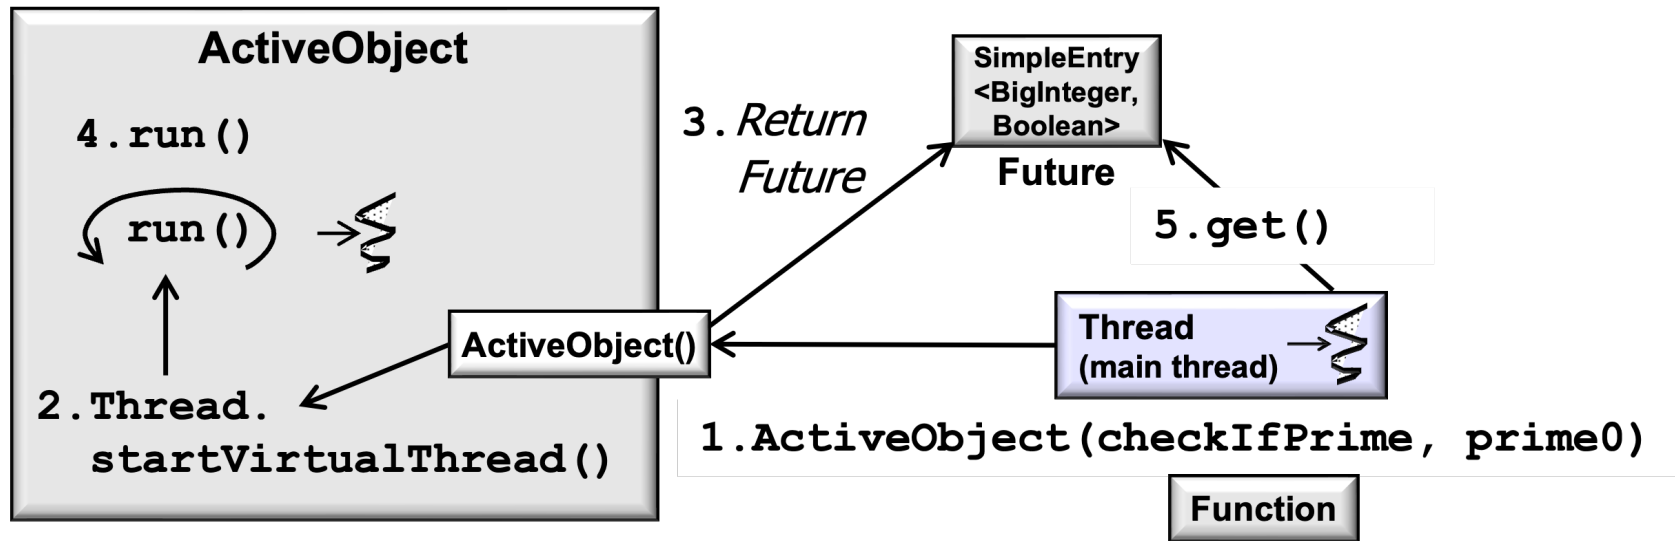 ActiveObject
4.run()
run()
2.Thread.
startVirtualThread()
ActiveObject()
3.Return
Future
SimpleEntry
<BigInteger,
Boolean>
Future
5.get()
Thread
(main thread)
1.ActiveObject(checkIfPrime, prime0)
Function